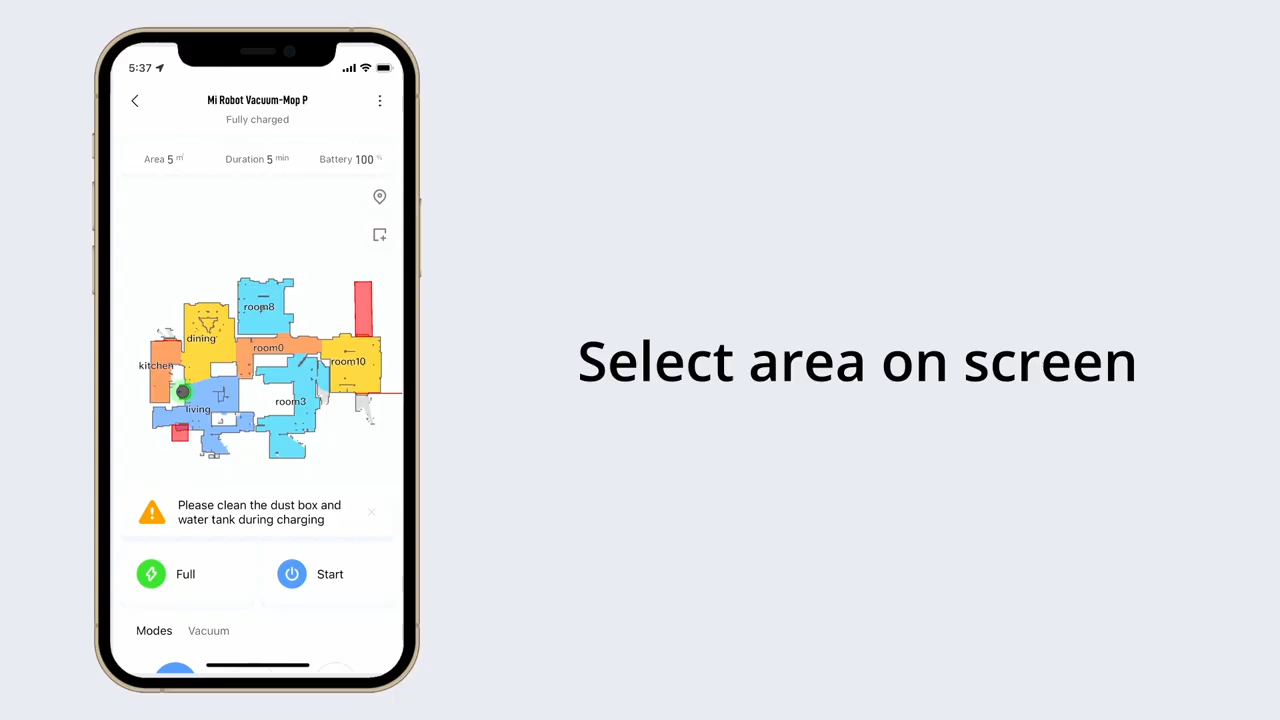 5:37
Mi Robot Vacuum-Mop P
Fully charged
Area 5 ㎡ Duration 5 min Battery 100 %
room8
dining
room0
kitchen
room10
room3
living
Please clean the dust box and
water tank during charging
Full Start
Modes Vacuum
Select area on screen